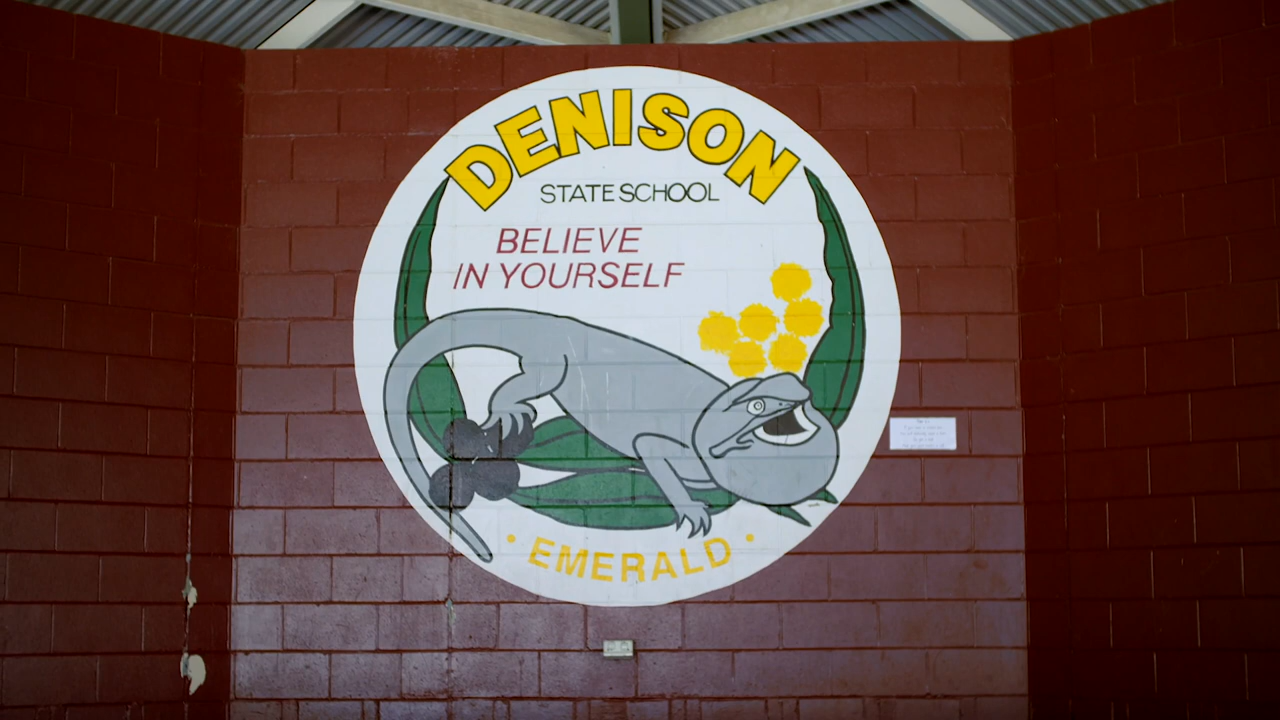 DENISON
STATE SCHOOL
BELIEVE
IN YOURSELF
• EMERALD •